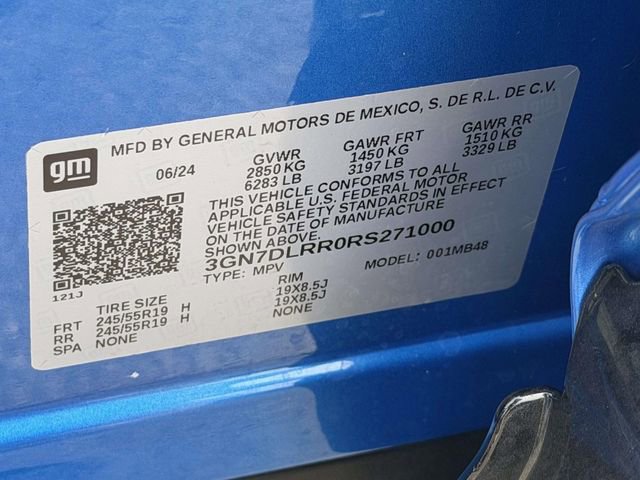 gm
MFD BY GENERAL MOTORS DE MEXICO, S. DE R.L. DE C.V.
06/24
GVWR
2850 KG
6283 LB
GAWR FRT
1450 KG
3197 LB
GAWR RR
1510 KG
3329 LB
THIS VEHICLE CONFORMS TO ALL
APPLICABLE U.S. FEDERAL MOTOR
VEHICLE SAFETY STANDARDS IN EFFECT
ON THE DATE OF MANUFACTURE
SHOWN ABOVE.
3GN7DLRR0RS271000
TYPE: MPV
MODEL: 001MB48
121J
TIRE SIZE
RIM
FRT 245/55R19 H 19X8.5J
RR 245/55R19 H 19X8.5J
SPA NONE NONE